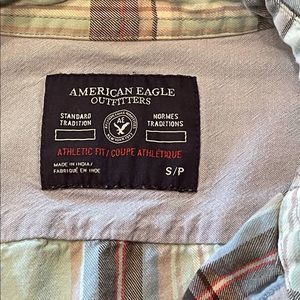 AMERICAN EAGLE
OUTFITTERS
STANDARD
TRADITION
AE
NORMES
TRADITIONS
ATHLETIC FIT/COUPE ATHLÉTIQUE
MADE IN INDIA/
FABRIQUÉ EN INDE
S/P